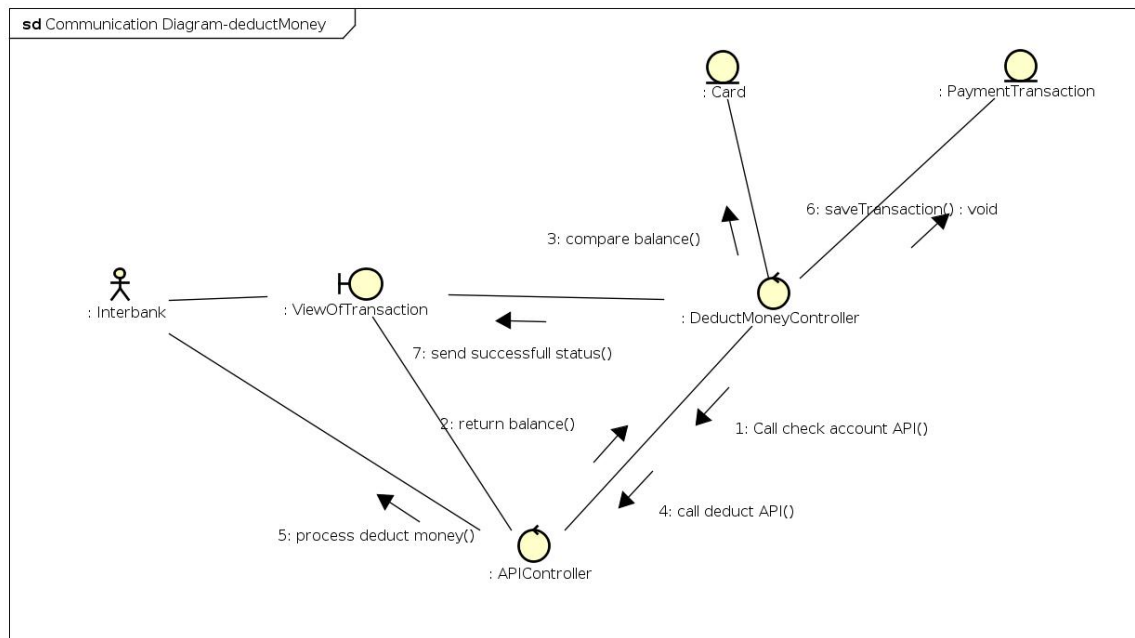 sd Communication Diagram-deductMoney
: Card
: PaymentTransaction
6: saveTransaction() : void
3: compare balance()
: Interbank
: ViewOfTransaction
: DeductMoneyController
7: send successfull status()
2: return balance()
1: Call check account API()
4: call deduct API()
5: process deduct money()
: APIController